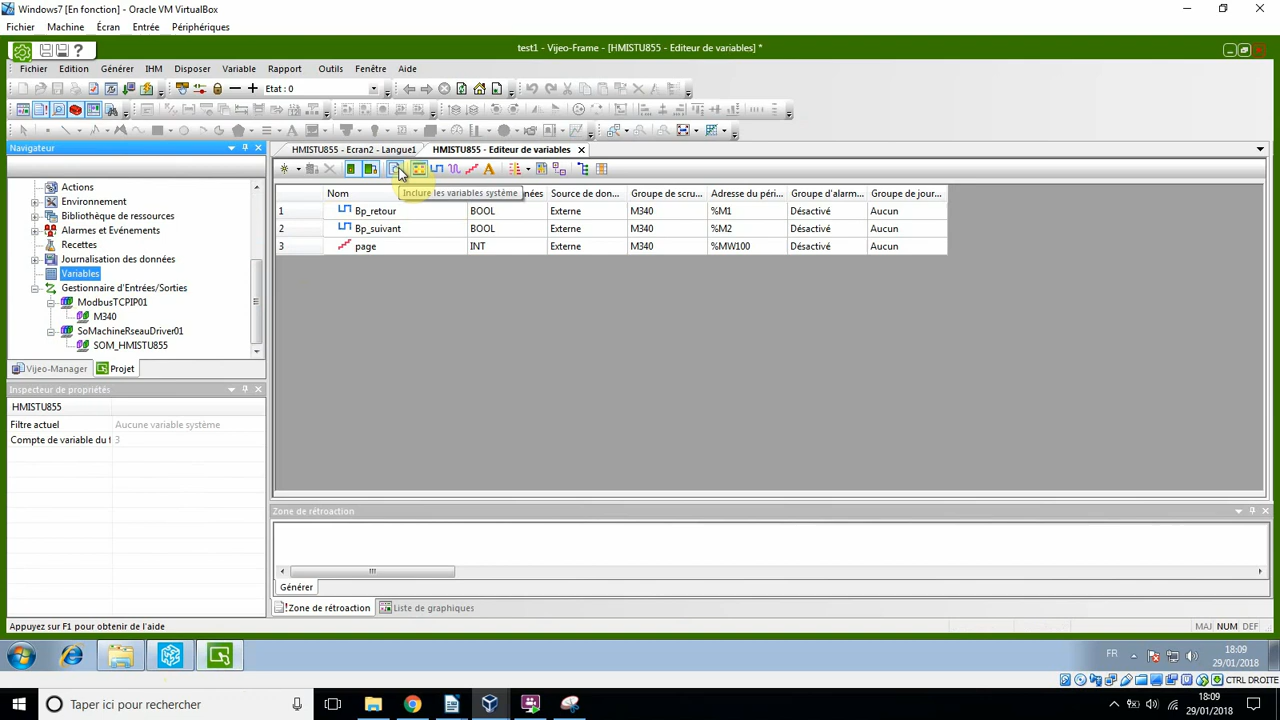 Windows7 [En fonction] - Oracle VM VirtualBox
Fichier Machine Écran Entrée Périphériques
test1 - Vijeo-Frame - [HMISTU855 - Editeur de variables] *
Fichier Edition Générer IHM Disposer Variable Rapport Outils Fenêtre Aide
Etat : 0
Navigateur
HMISTU855 - Ecran2 - Langue1
HMISTU855 - Editeur de variables
Inclure les variables système
Nom nnées Source de don... Groupe de scru... Adresse du péri... Groupe d'alarm... Groupe de jour...
1 Bp_retour BOOL Externe M340 %M1 Désactivé Aucun
2 Bp_suivant BOOL Externe M340 %M2 Désactivé Aucun
3 page INT Externe M340 %MW100 Désactivé Aucun
Actions
Environnement
Bibliothèque de ressources
Alarmes et Evénements
Recettes
Journalisation des données
Variables
Gestionnaire d'Entrées/Sorties
ModbusTCPIP01
M340
SoMachineRseauDriver01
SOM_HMISTU855
Vijeo-Manager Projet
Inspecteur de propriétés
HMISTU855
Filtre actuel Aucune variable système
Compte de variable du f 3
Zone de rétroaction
Générer
Zone de rétroaction Liste de graphiques
Appuyez sur F1 pour obtenir de l'aide
MAJ NUM DEF
FR
18:09
29/01/2018
CTRL DROITE
Taper ici pour rechercher
18:09
29/01/2018